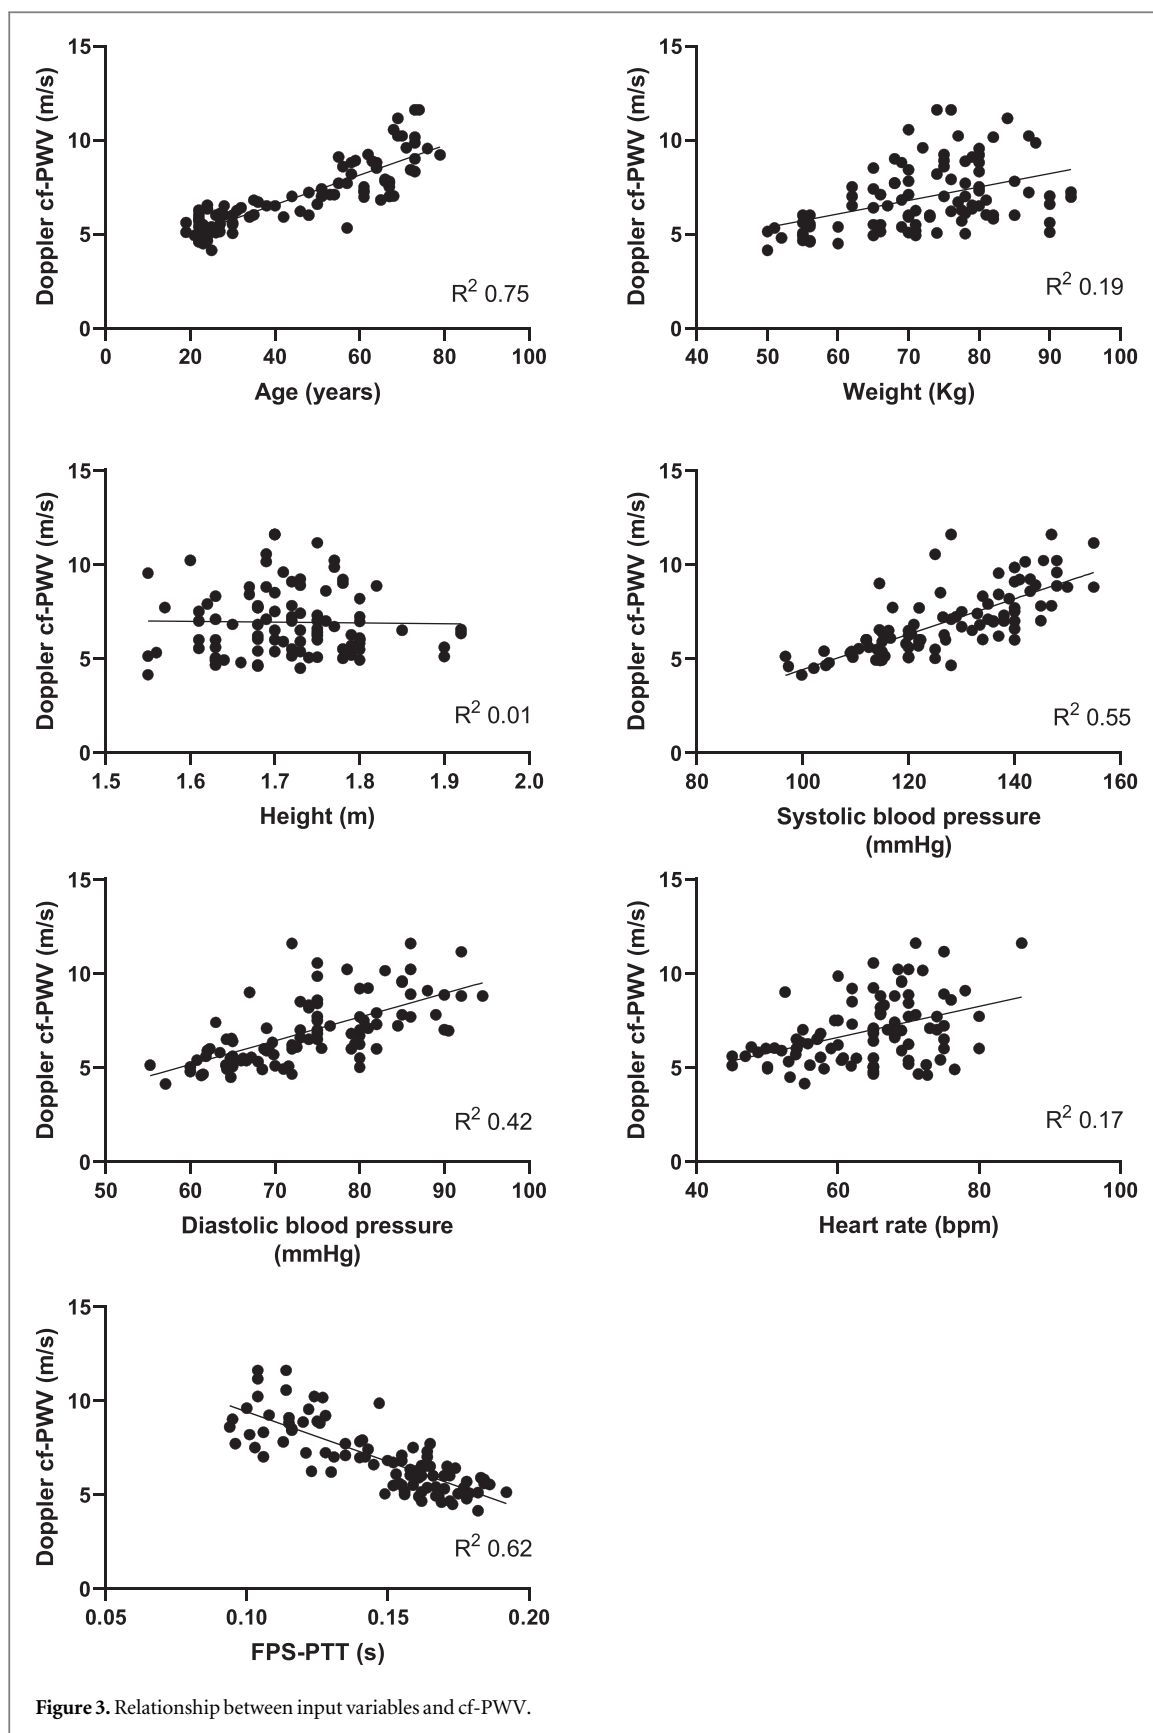 15
10
5
0
Doppler cf-PWV (m/s)
R² 0.75
0 20 40 60 80 100
Age (years)
15
10
5
0
Doppler cf-PWV (m/s)
R² 0.19
40 50 60 70 80 90 100
Weight (Kg)
15
10
5
0
Doppler cf-PWV (m/s)
R² 0.01
1.5 1.6 1.7 1.8 1.9 2.0
Height (m)
15
10
5
0
Doppler cf-PWV (m/s)
R² 0.55
80 100 120 140 160
Systolic blood pressure
(mmHg)
15
10
5
0
Doppler cf-PWV (m/s)
R² 0.42
50 60 70 80 90 100
Diastolic blood pressure
(mmHg)
15
10
5
0
Doppler cf-PWV (m/s)
R² 0.17
40 60 80 100
Heart rate (bpm)
15
10
5
0
Doppler cf-PWV (m/s)
R² 0.62
0.05 0.10 0.15 0.20
FPS-PTT (s)
Figure 3. Relationship between input variables and cf-PWV.